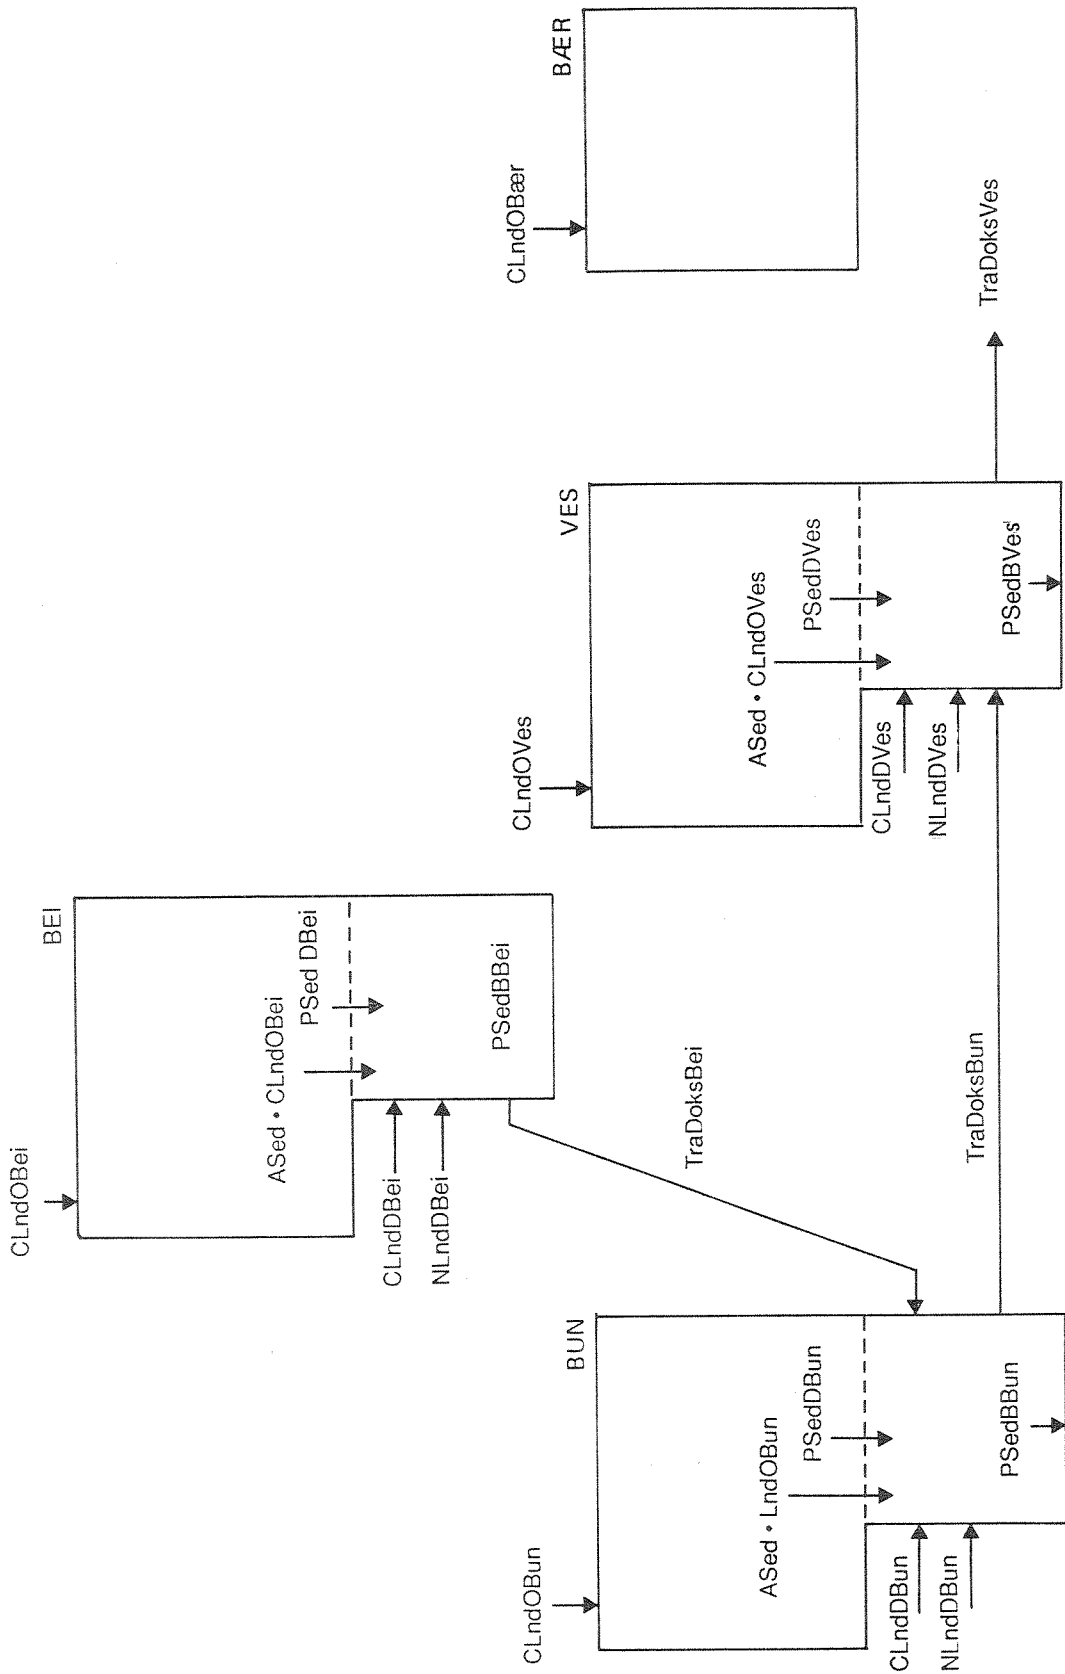 CLndOBei
BEI
ASed • CLndOBei
PSed DBei
CLndDBei
NLndDBei
PSedBBei
TraDoksBei
CLndOBun
BUN
ASed • LndOBun
PSedDBun
CLndDBun
NLndDBun
PSedBBun
TraDoksBun
CLndOVes
VES
ASed • CLndOVes
PSedDVes
CLndDVes
NLndDVes
PSedBVes
TraDoksVes
CLndOBær
BÆR